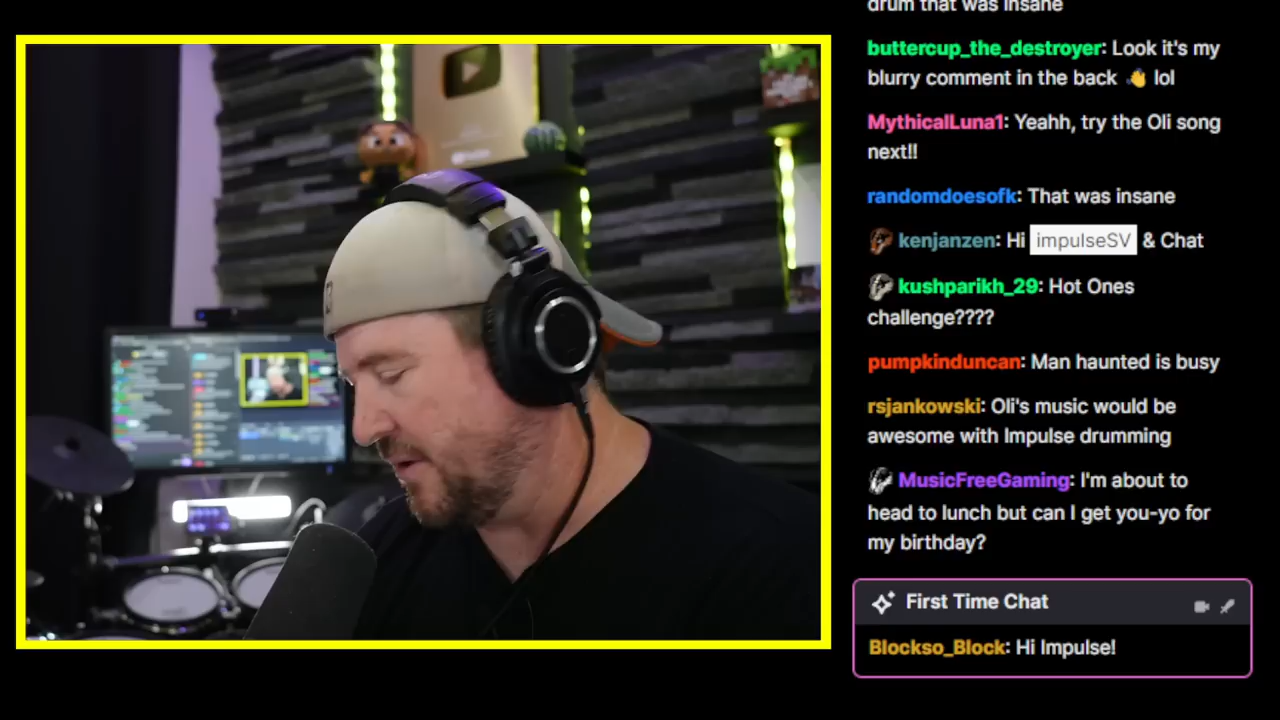 drum that was insane
buttercup_the_destroyer: Look it's my
blurry comment in the back 👋 lol
MythicalLuna1: Yeahh, try the Oli song
next!!
randomdoesofk: That was insane
kenjanzen: Hi impulseSV & Chat
kushparikh_29: Hot Ones
challenge????
pumpkinduncan: Man haunted is busy
rsjankowski: Oli's music would be
awesome with Impulse drumming
MusicFreeGaming: I'm about to
head to lunch but can I get you-yo for
my birthday?
First Time Chat
Blockso_Block: Hi Impulse!